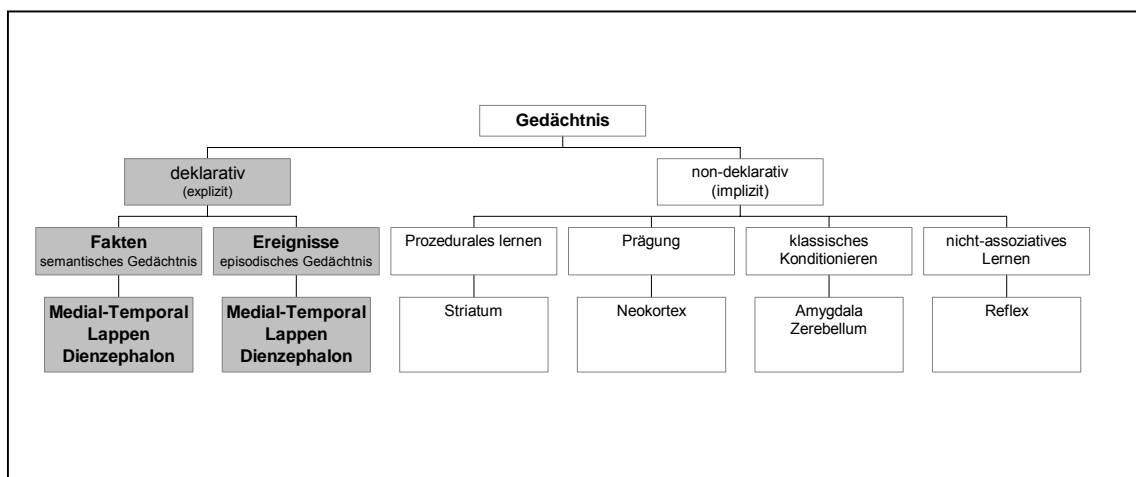 Gedächtnis
deklarativ
(explizit)
non-deklarativ
(implizit)
Fakten
semantisches Gedächtnis
Ereignisse
episodisches Gedächtnis
Prozedurales lernen
Prägung
klassisches
Konditionieren
nicht-assoziatives
Lernen
Medial-Temporal
Lappen
Dienzephalon
Medial-Temporal
Lappen
Dienzephalon
Striatum
Neokortex
Amygdala
Zerebellum
Reflex